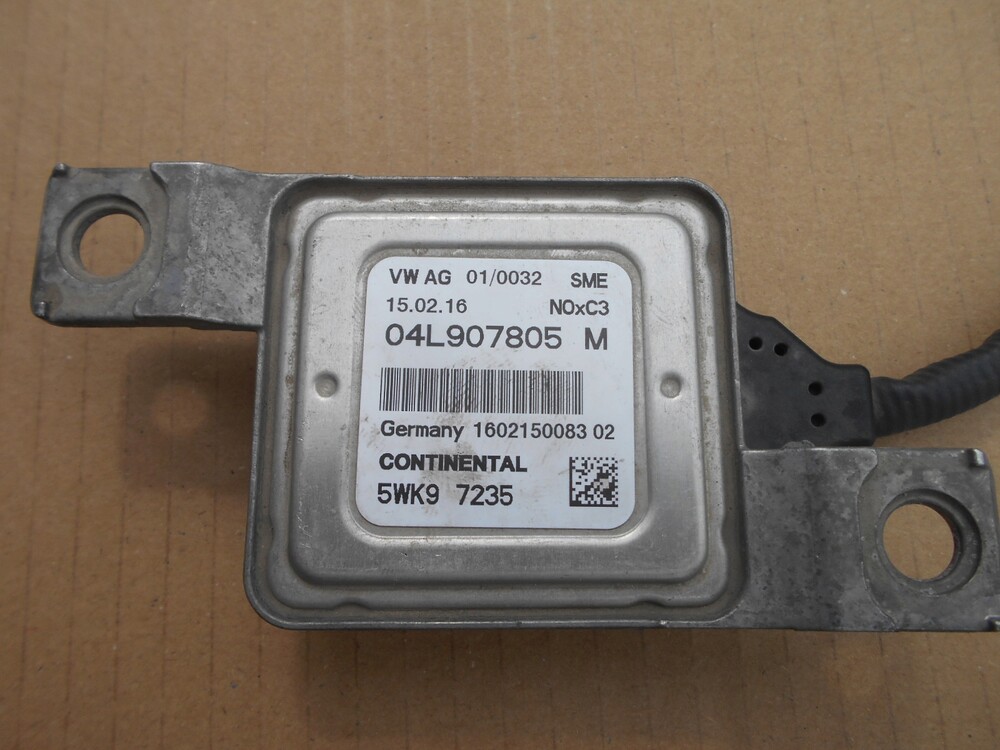 VW AG 01/0032 SME
15.02.16 NOxC3
04L907805 M
Germany 1602150083 02
CONTINENTAL
5WK9 7235